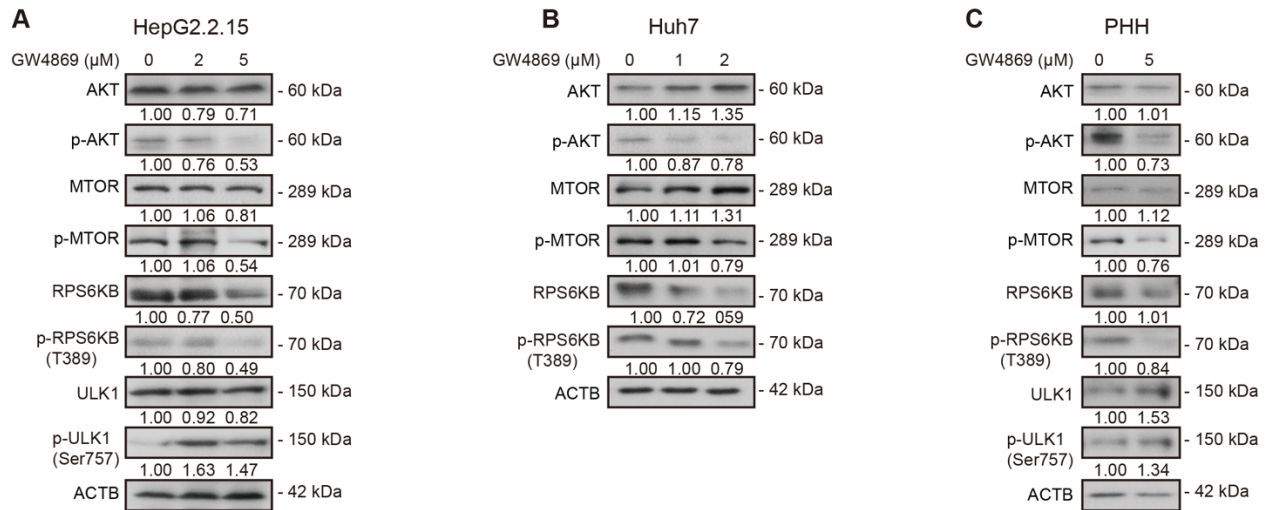 A
HepG2.2.15
GW4869 (μM) 0 2 5
AKT - 60 kDa
1.00 0.79 0.71
p-AKT - 60 kDa
1.00 0.76 0.53
MTOR - 289 kDa
1.00 1.06 0.81
p-MTOR - 289 kDa
1.00 1.06 0.54
RPS6KB - 70 kDa
1.00 0.77 0.50
p-RPS6KB - 70 kDa
(T389)
1.00 0.80 0.49
ULK1 - 150 kDa
1.00 0.92 0.82
p-ULK1 - 150 kDa
(Ser757)
1.00 1.63 1.47
ACTB - 42 kDa
B
Huh7
GW4869 (μM) 0 1 2
AKT - 60 kDa
1.00 1.15 1.35
p-AKT - 60 kDa
1.00 0.87 0.78
MTOR - 289 kDa
1.00 1.11 1.31
p-MTOR - 289 kDa
1.00 1.01 0.79
RPS6KB - 70 kDa
1.00 0.72 059
p-RPS6KB - 70 kDa
(T389)
1.00 1.00 0.79
ACTB - 42 kDa
C
PHH
GW4869 (μM) 0 5
AKT - 60 kDa
1.00 1.01
p-AKT - 60 kDa
1.00 0.73
MTOR - 289 kDa
1.00 1.12
p-MTOR - 289 kDa
1.00 0.76
RPS6KB - 70 kDa
1.00 1.01
p-RPS6KB - 70 kDa
(T389)
1.00 0.84
ULK1 - 150 kDa
1.00 1.53
p-ULK1 - 150 kDa
(Ser757)
1.00 1.34
ACTB - 42 kDa